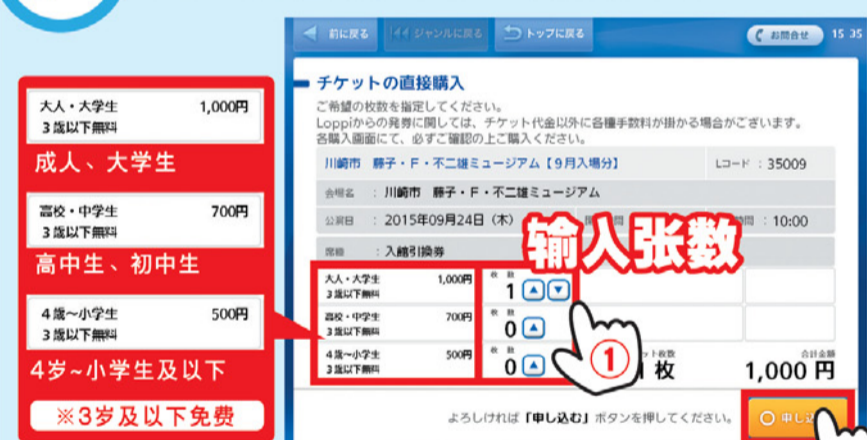 前に戻る
ジャンルに戻る
トップに戻る
お問合せ
15 35
チケットの直接購入
ご希望の枚数を指定してください。
Loppiからの発券に関しては、チケット代金以外に各種手数料が掛かる場合がございます。
各購入画面にて、必ずご確認の上ご購入ください。
川崎市 藤子・F・不二雄ミュージアム【9月入場分】
Lコード : 35009
会場名 : 川崎市 藤子・F・不二雄ミュージアム
公演日 : 2015年09月24日(木)
: 10:00
席種 : 入館引換券
输入张数
大人・大学生 1,000円
3歳以下無料
枚 数
1
高校・中学生 700円
3歳以下無料
枚 数
0
4歳~小学生 500円
3歳以下無料
枚 数
0
①
枚
合計金額
1,000 円
よろしければ「申し込む」ボタンを押してください。
申し
大人・大学生 1,000円
3歳以下無料
成人、大学生
高校・中学生 700円
3歳以下無料
高中生、初中生
4歳~小学生 500円
3歳以下無料
4岁~小学生及以下
※3岁及以下免费